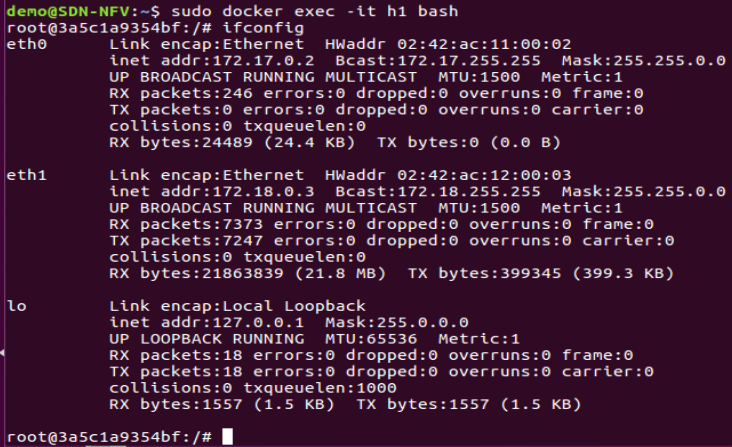 demo@SDN-NFV:~$ sudo docker exec -it h1 bash
root@3a5c1a9354bf:/# ifconfig
eth0      Link encap:Ethernet  HWaddr 02:42:ac:11:00:02
          inet addr:172.17.0.2  Bcast:172.17.255.255  Mask:255.255.0.0
          UP BROADCAST RUNNING MULTICAST  MTU:1500  Metric:1
          RX packets:246 errors:0 dropped:0 overruns:0 frame:0
          TX packets:0 errors:0 dropped:0 overruns:0 carrier:0
          collisions:0 txqueuelen:0
          RX bytes:24489 (24.4 KB)  TX bytes:0 (0.0 B)

eth1      Link encap:Ethernet  HWaddr 02:42:ac:12:00:03
          inet addr:172.18.0.3  Bcast:172.18.255.255  Mask:255.255.0.0
          UP BROADCAST RUNNING MULTICAST  MTU:1500  Metric:1
          RX packets:7373 errors:0 dropped:0 overruns:0 frame:0
          TX packets:7247 errors:0 dropped:0 overruns:0 carrier:0
          collisions:0 txqueuelen:0
          RX bytes:21863839 (21.8 MB)  TX bytes:399345 (399.3 KB)

lo        Link encap:Local Loopback
          inet addr:127.0.0.1  Mask:255.0.0.0
          UP LOOPBACK RUNNING  MTU:65536  Metric:1
          RX packets:18 errors:0 dropped:0 overruns:0 frame:0
          TX packets:18 errors:0 dropped:0 overruns:0 carrier:0
          collisions:0 txqueuelen:1000
          RX bytes:1557 (1.5 KB)  TX bytes:1557 (1.5 KB)

root@3a5c1a9354bf:/#